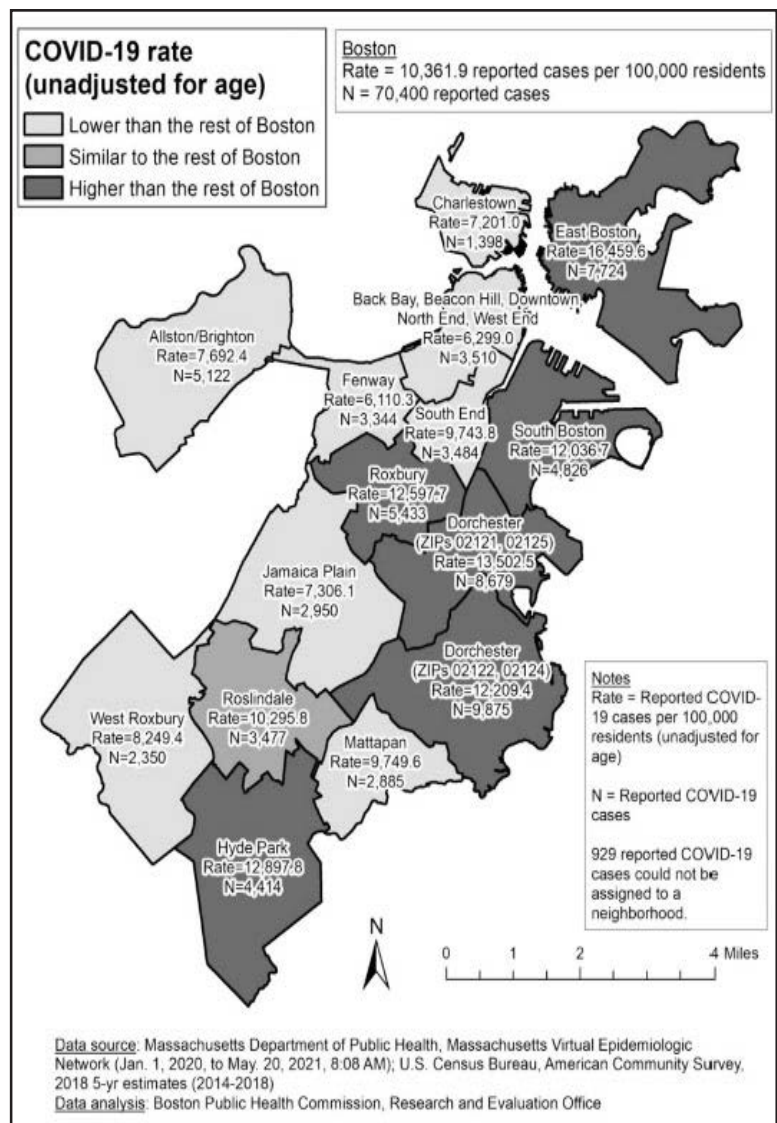 COVID-19 rate
(unadjusted for age)
Lower than the rest of Boston
Similar to the rest of Boston
Higher than the rest of Boston
Boston
Rate = 10,361.9 reported cases per 100,000 residents
N = 70,400 reported cases
Charlestown
Rate=7,201.0
N=1,398
East Boston
Rate=16,459.6
N=7,724
Back Bay, Beacon Hill, Downtown,
North End, West End
Rate=6,299.0
N=3,510
Allston/Brighton
Rate=7,692.4
N=5,122
Fenway
Rate=6,110.3
N=3,344
South End
Rate=9,743.8
N=3,484
South Boston
Rate=12,036.7
N=4,826
Roxbury
Rate=12,597.7
N=5,433
Dorchester
(ZIPs 02121, 02125)
Rate=13,502.5
N=8,679
Jamaica Plain
Rate=7,306.1
N=2,950
Dorchester
(ZIPs 02122, 02124)
Rate=12,209.4
N=9,875
West Roxbury
Rate=8,249.4
N=2,350
Roslindale
Rate=10,295.8
N=3,477
Mattapan
Rate=9,749.6
N=2,885
Hyde Park
Rate=12,897.8
N=4,414
Notes
Rate = Reported COVID-
19 cases per 100,000
residents (unadjusted for
age)
N = Reported COVID-19
cases
929 reported COVID-19
cases could not be
assigned to a
neighborhood.
N
0 1 2 4 Miles
Data source: Massachusetts Department of Public Health, Massachusetts Virtual Epidemiologic
Network (Jan. 1, 2020, to May. 20, 2021, 8:08 AM); U.S. Census Bureau, American Community Survey,
2018 5-yr estimates (2014-2018)
Data analysis: Boston Public Health Commission, Research and Evaluation Office